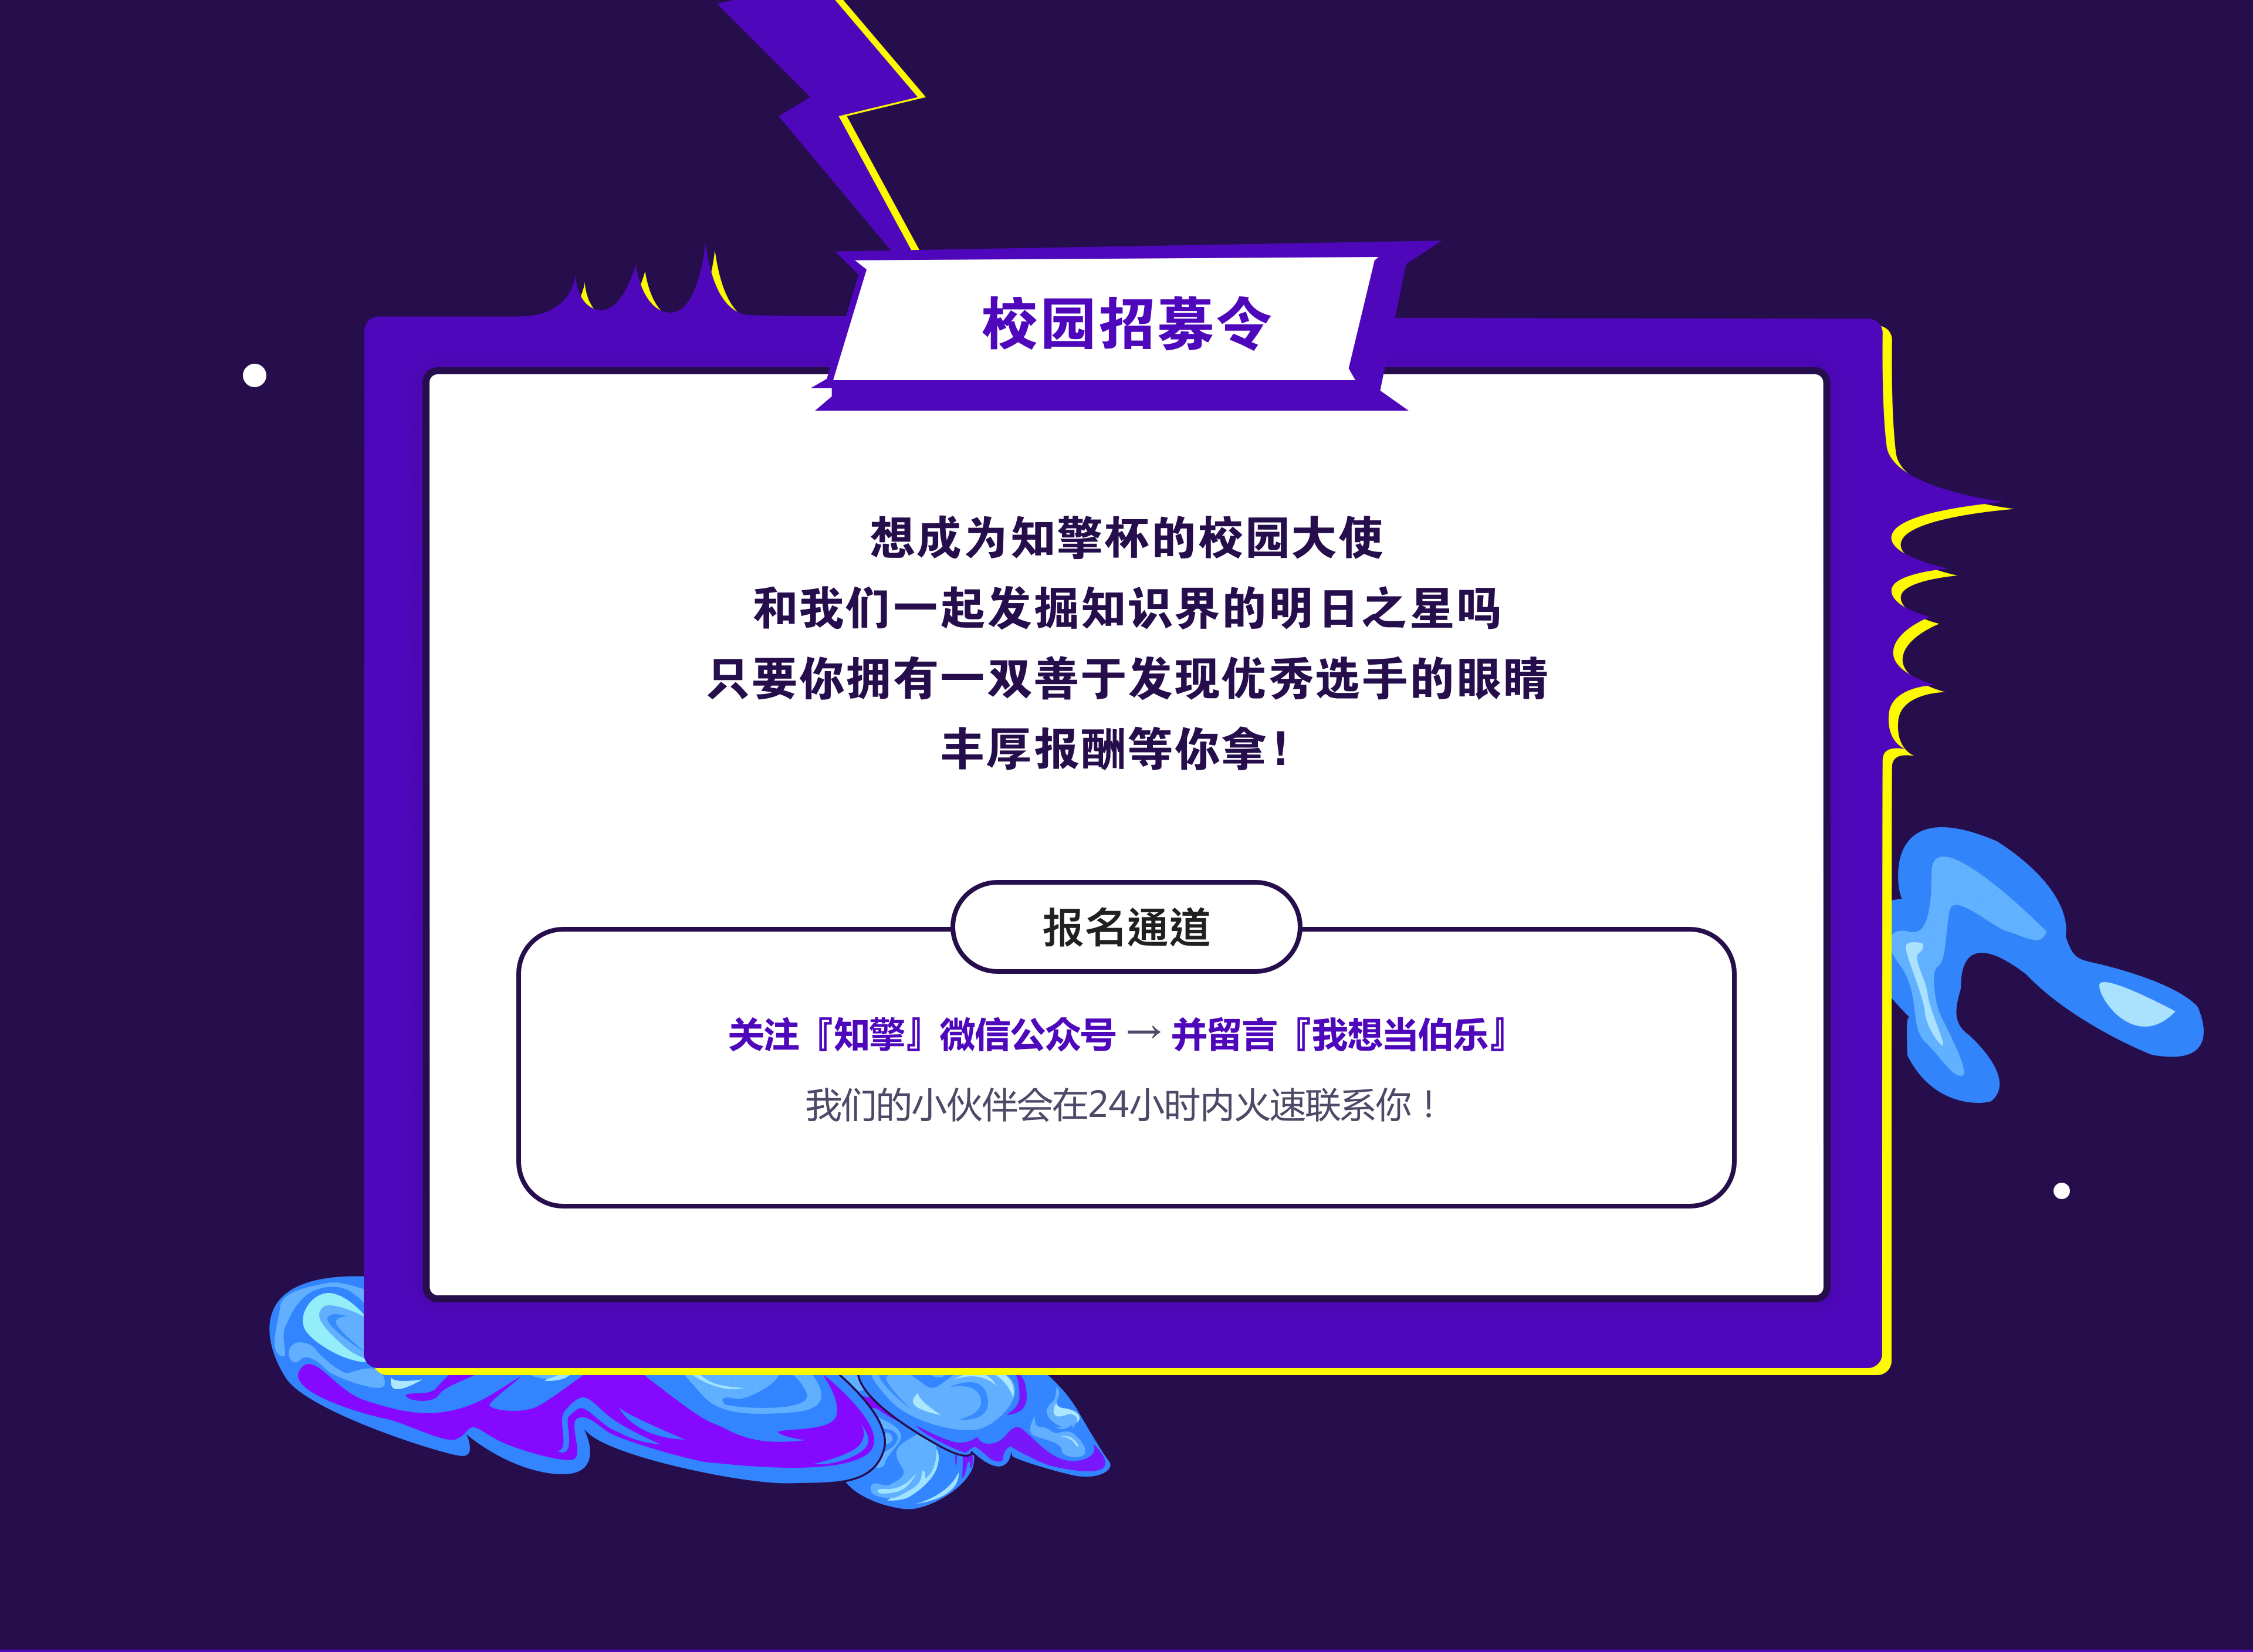 校园招募令
想成为知擎杯的校园大使
和我们一起发掘知识界的明日之星吗
只要你拥有一双善于发现优秀选手的眼睛
丰厚报酬等你拿！
报名通道
关注『知擎』微信公众号 → 并留言『我想当伯乐』
我们的小伙伴会在24小时内火速联系你！